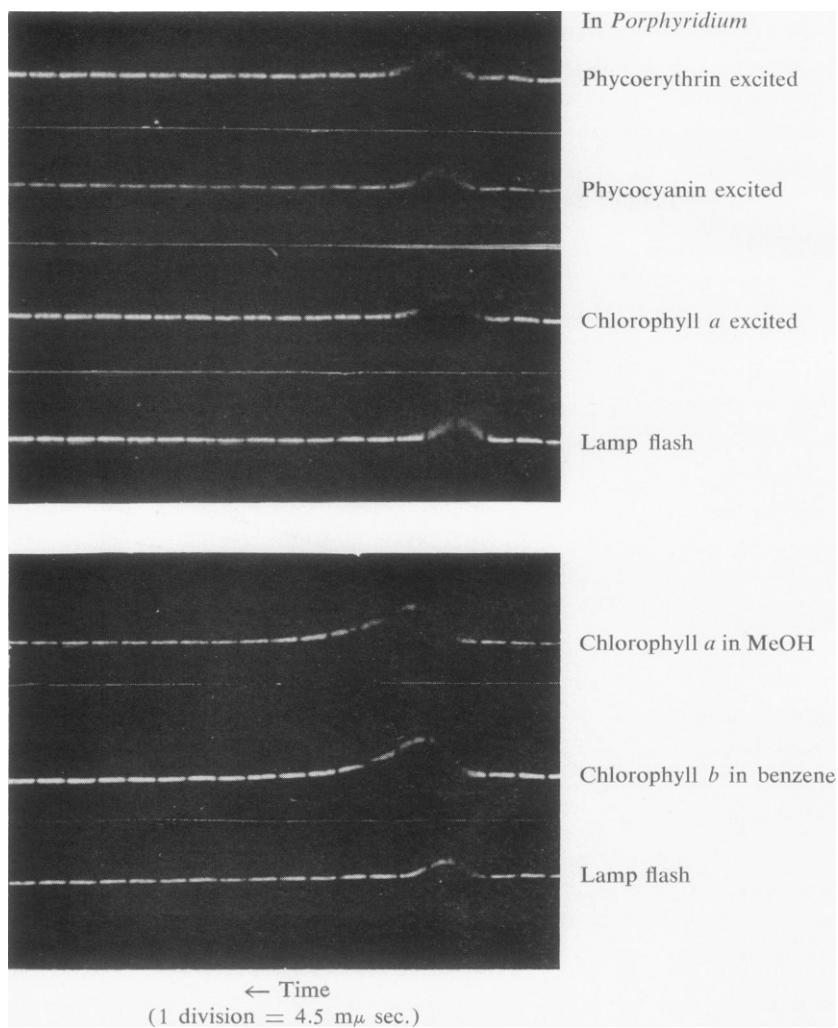 In Porphyridium
Phycoerythrin excited
Phycocyanin excited
Chlorophyll a excited
Lamp flash
Chlorophyll a in MeOH
Chlorophyll b in benzene
Lamp flash
← Time
(1 division = 4.5 mμ sec.)